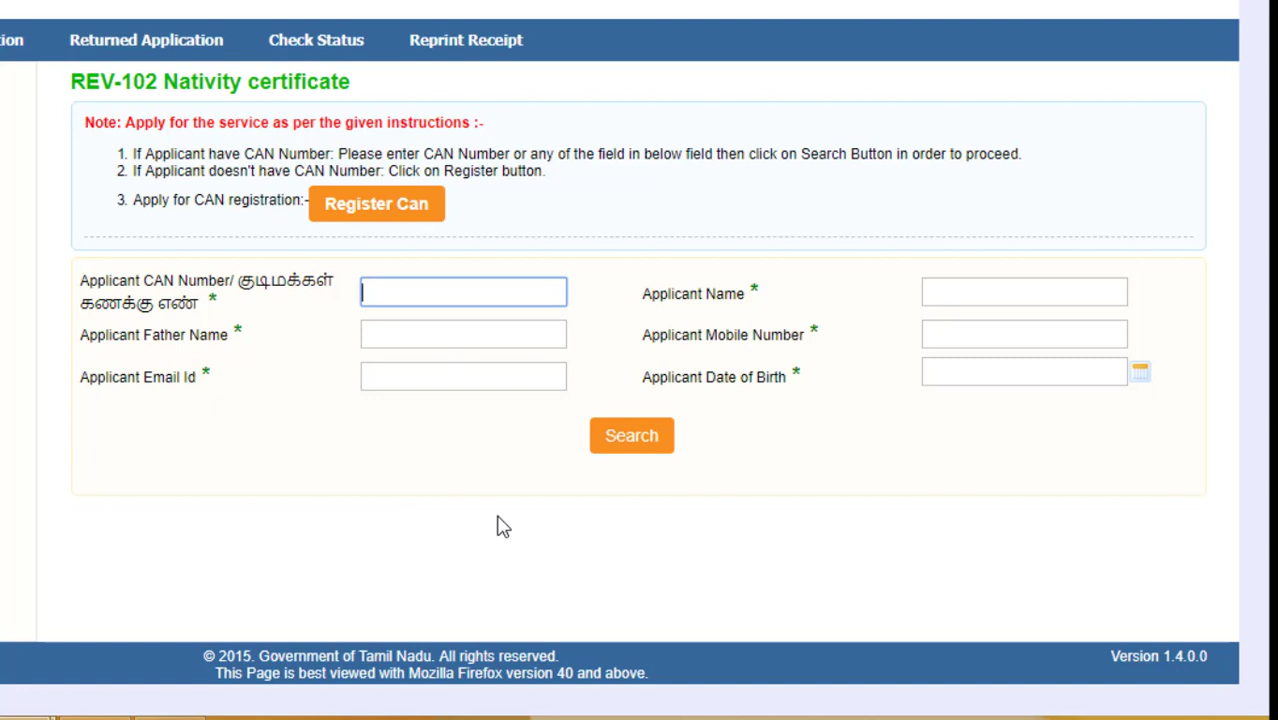 ion Returned Application Check Status Reprint Receipt
REV-102 Nativity certificate
Note: Apply for the service as per the given instructions :-
1. If Applicant have CAN Number: Please enter CAN Number or any of the field in below field then click on Search Button in order to proceed.
2. If Applicant doesn't have CAN Number: Click on Register button.
3. Apply for CAN registration:- Register Can
Applicant CAN Number/ குடிமக்கள்
கணக்கு எண் *
Applicant Name *
Applicant Father Name *
Applicant Mobile Number *
Applicant Email Id *
Applicant Date of Birth *
Search
© 2015. Government of Tamil Nadu. All rights reserved.
Version 1.4.0.0
This Page is best viewed with Mozilla Firefox version 40 and above.